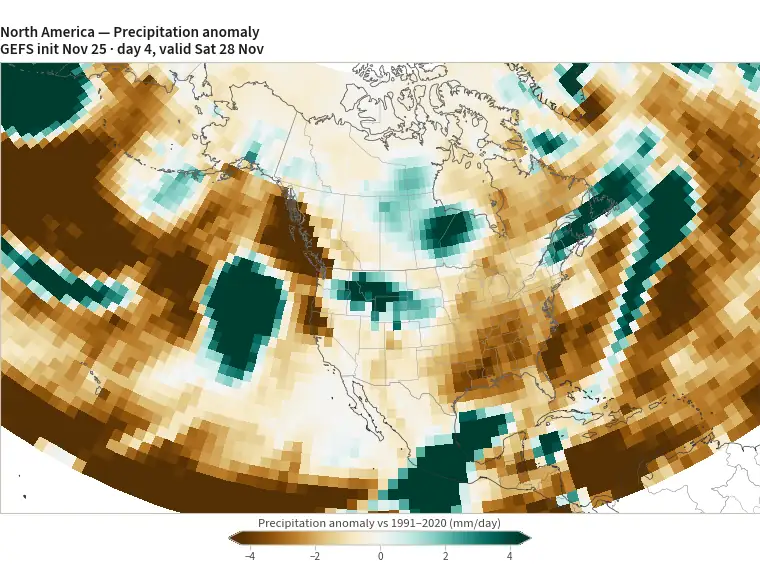 North America — Precipitation anomaly
GEFS init Nov 25 · day 4, valid Sat 28 Nov
Precipitation anomaly vs 1991–2020 (mm/day)
−4 −2 0 2 4